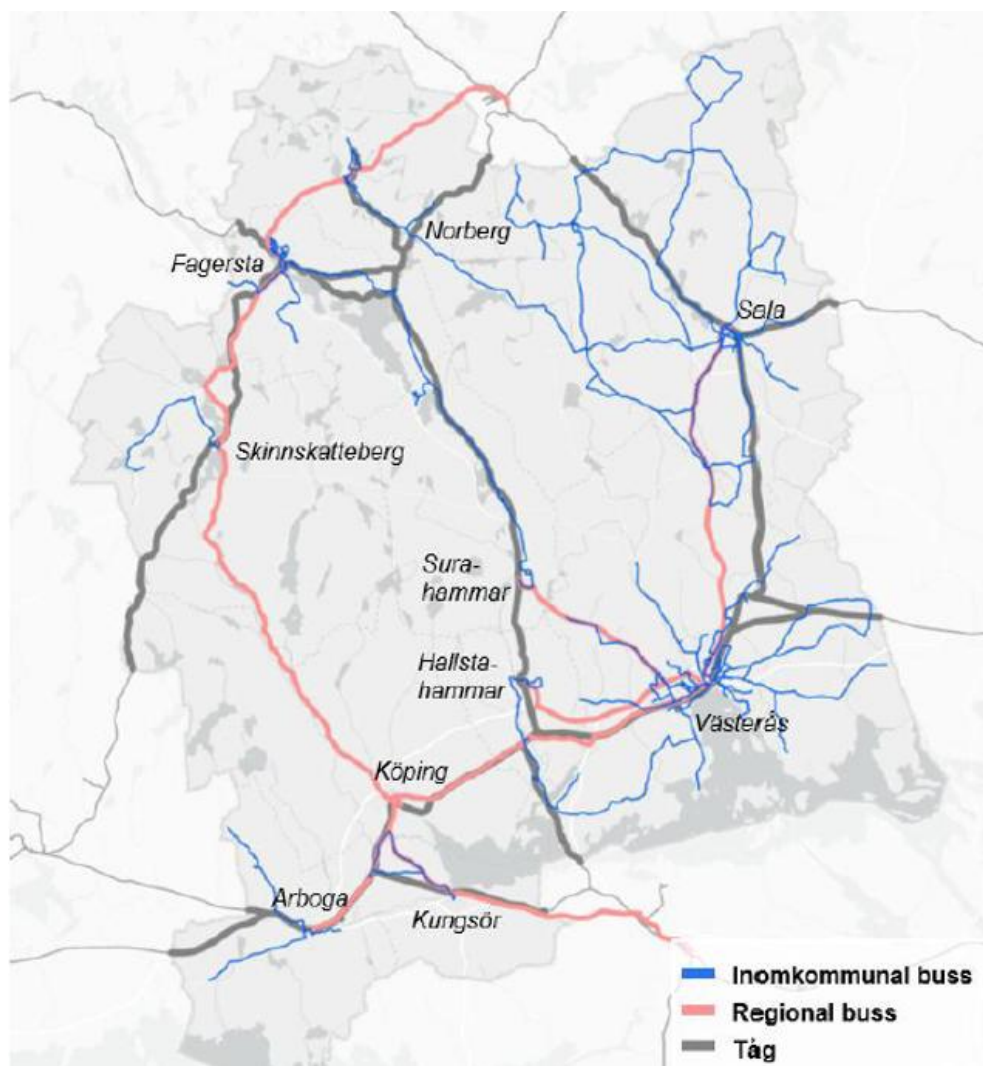 Norberg
Fagersta
Sala
Skinnskatteberg
Sura-
hammar
Hallsta-
hammar
Västerås
Köping
Arboga
Kungsör
Inomkommunal buss
Regional buss
Tåg